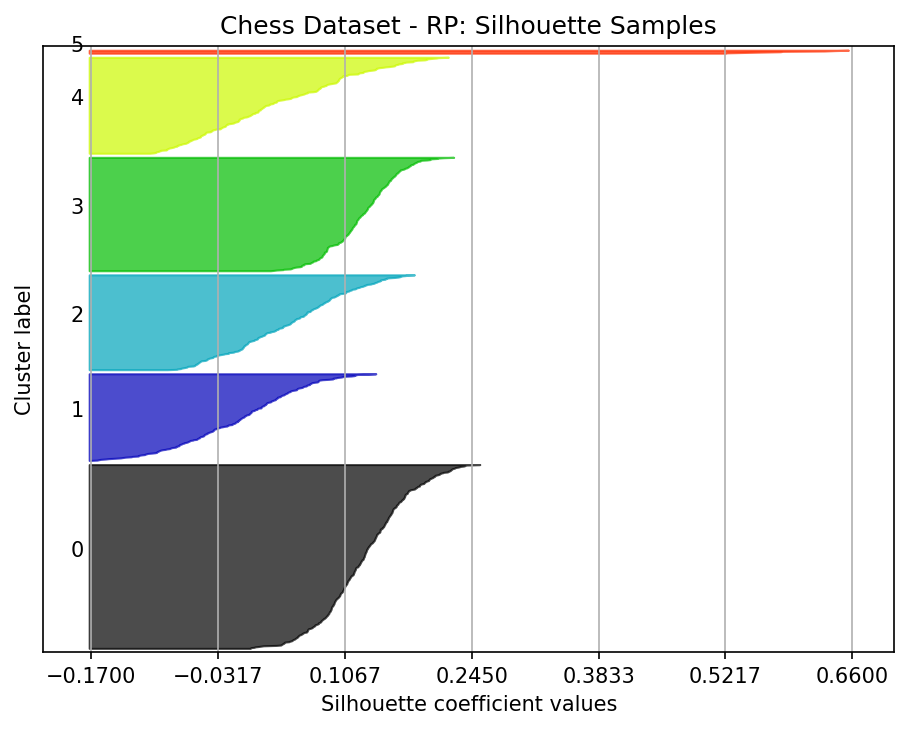 Chess Dataset - RP: Silhouette Samples
5
4
3
2
1
0
Cluster label
−0.1700 −0.0317 0.1067 0.2450 0.3833 0.5217 0.6600
Silhouette coefficient values